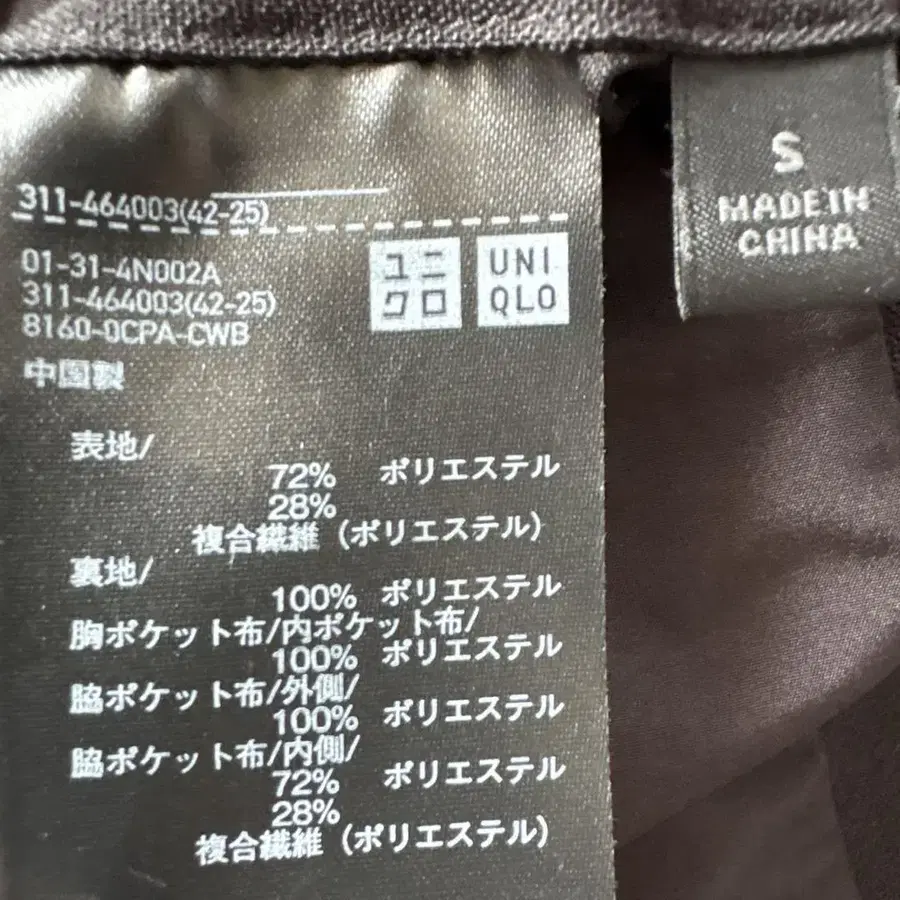 311-464003(42-25)
01-31-4N002A
311-464003(42-25)
8160-0CPA-CWB
中国製
ユニ
クロ
UNI
QLO
表地/
72% ポリエステル
28%
複合繊維(ポリエステル)
裏地/
100% ポリエステル
胸ポケット布/内ポケット布/
100% ポリエステル
脇ポケット布/外側/
100% ポリエステル
脇ポケット布/内側/
72% ポリエステル
28%
複合繊維(ポリエステル)
S
MADE IN
CHINA